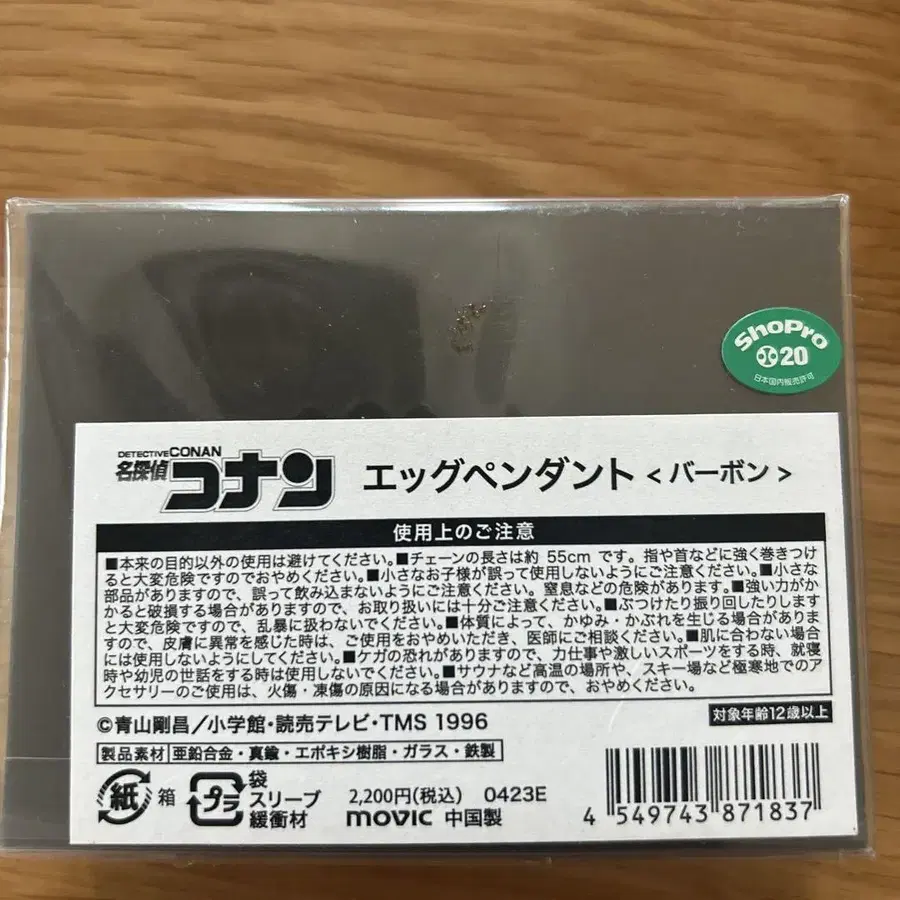 ShoPro
20
日本国内販売許可
DETECTIVE CONAN
名探偵
コナン
エッグペンダント < バーボン >
使用上のご注意
■本来の目的以外の使用は避けてください。■チェーンの長さは約 55cm です。指や首などに強く巻きつけ
ると大変危険ですのでおやめください。■小さなお子様が誤って使用しないようにご注意ください。■小さな
部品がありますので、誤って飲み込まないようにご注意ください。窒息などの危険があります。■強い力がか
かると破損する場合がありますので、お取り扱いには十分ご注意ください。■ぶつけたり振り回したりします
と大変危険ですので、乱暴に扱わないでください。■体質によって、かゆみ・かぶれを生じる場合があります
ますので、皮膚に異常を感じた時は、ご使用をおやめいただき、医師にご相談ください。■肌に合わない場合
には使用しないようにしてください。■ケガの恐れがありますので、力仕事や激しいスポーツをする時、就寝
時や幼児の世話をする時は使用しないでください。■サウナなど高温の場所や、スキー場など極寒地でのア
クセサリーのご使用は、火傷・凍傷の原因になる場合がありますので、おやめください。
©青山剛昌／小学館・読売テレビ・TMS 1996
対象年齢12歳以上
製品素材 亜鉛合金・真鍮・エポキシ樹脂・ガラス・鉄製
紙 箱
プラ 袋
スリーブ
緩衝材
2,200円(税込) 0423E
movic 中国製
4 549743 871837